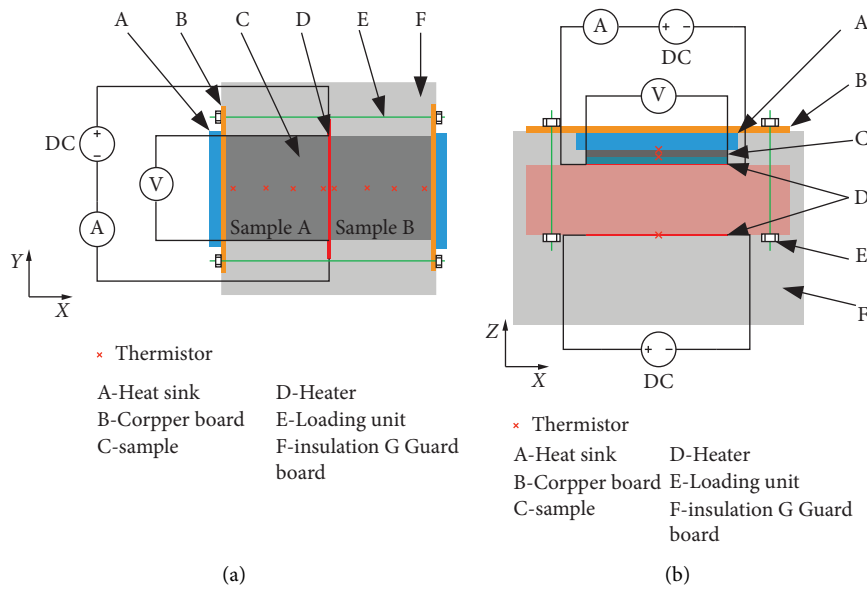 A
B
C
D
E
F
DC
+
−
V
A
Sample A
Sample B
Y
X
× Thermistor
A-Heat sink
B-Corpper board
C-sample
D-Heater
E-Loading unit
F-insulation G Guard
board
(a)
A
+ −
DC
V
A
B
C
D
E
F
Z
X
+ −
DC
× Thermistor
A-Heat sink
B-Corpper board
C-sample
D-Heater
E-Loading unit
F-insulation G Guard
board
(b)